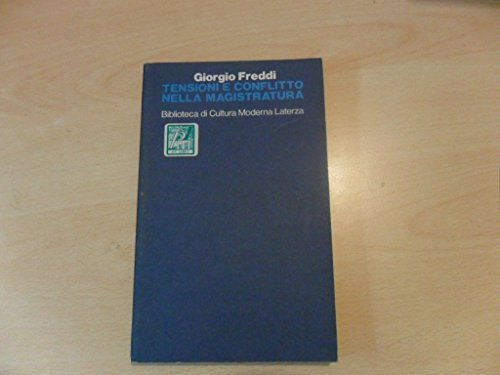 Giorgio Freddi
TENSIONI E CONFLITTO
NELLA MAGISTRATURA
Biblioteca di Cultura Moderna Laterza